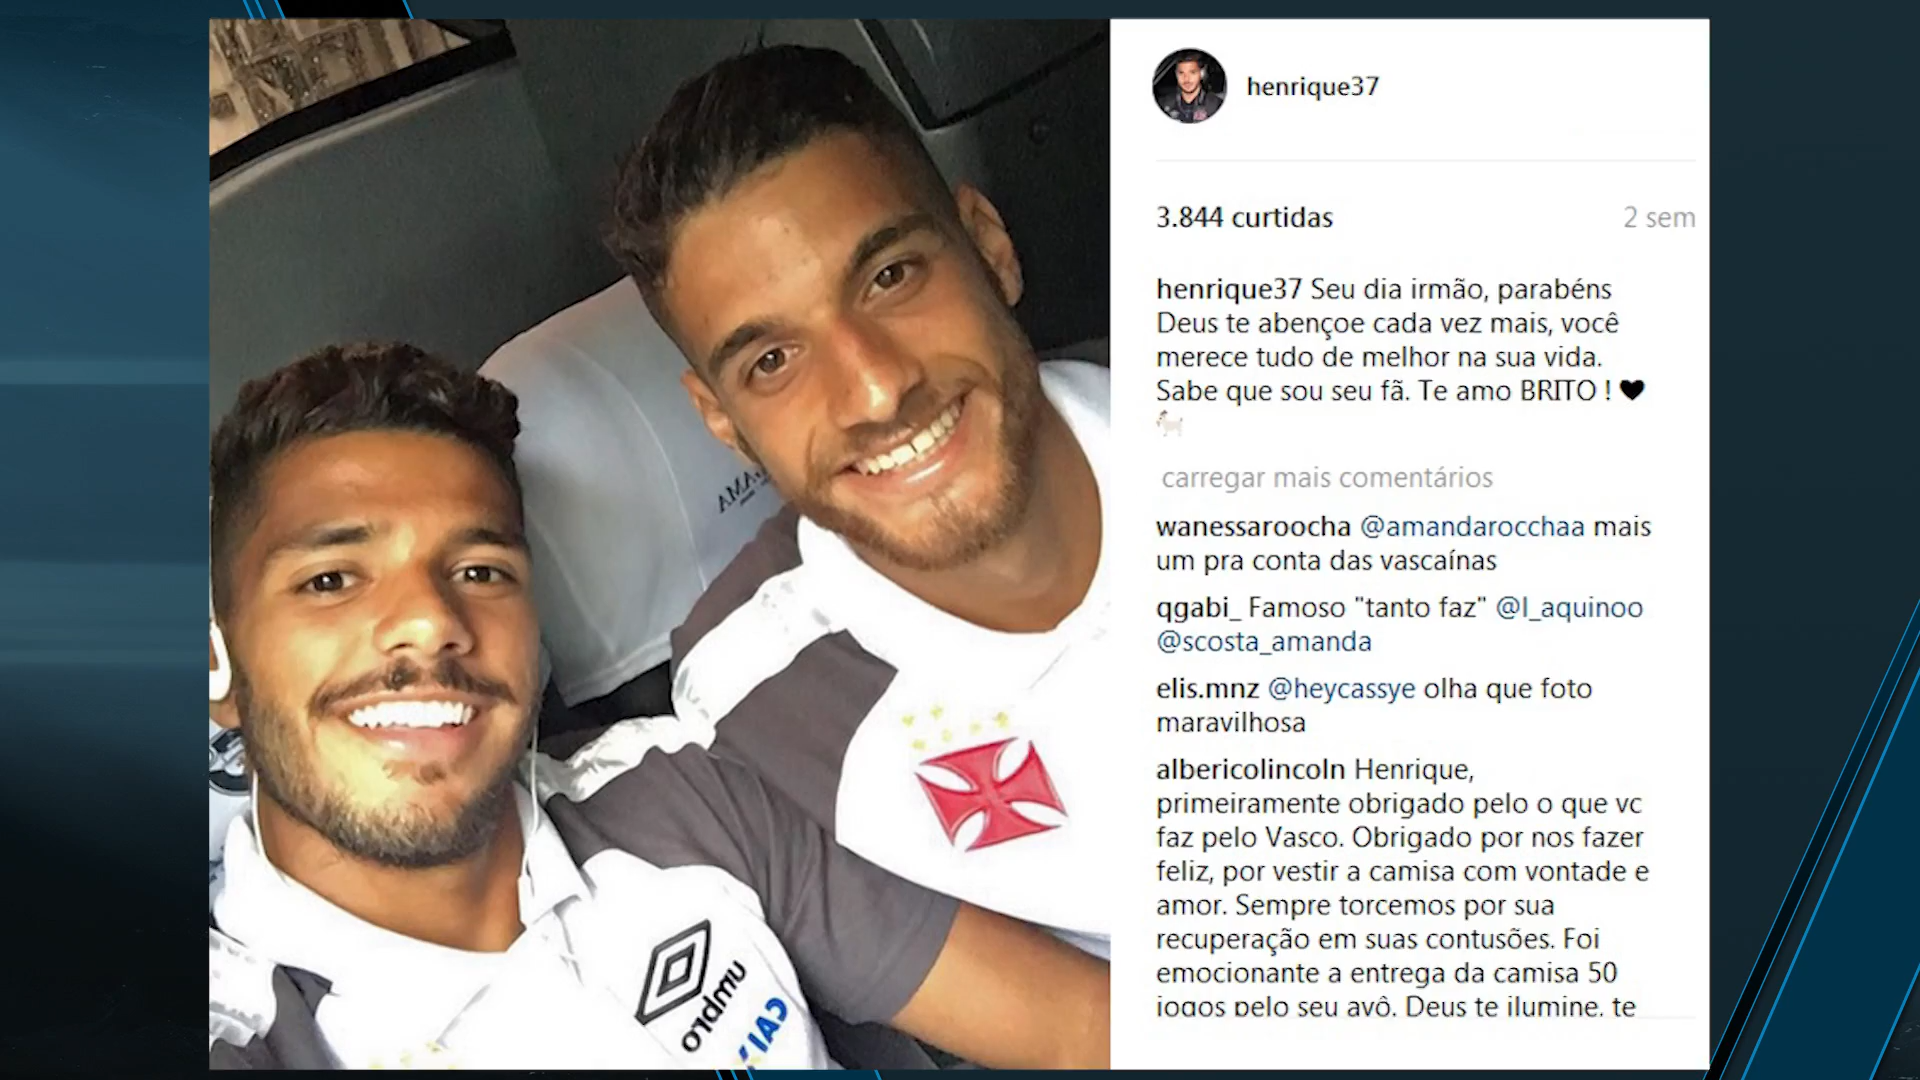 henrique37
3.844 curtidas
2 sem
henrique37 Seu dia irmão, parabéns
Deus te abençoe cada vez mais, você
merece tudo de melhor na sua vida.
Sabe que sou seu fã. Te amo BRITO ! 🖤
🐐
carregar mais comentários
wanessaroocha @amandarocchaa mais
um pra conta das vascaínas
qgabi_ Famoso "tanto faz" @l_aquinoo
@scosta_amanda
elis.mnz @heycassye olha que foto
maravilhosa
albericolincoln Henrique,
primeiramente obrigado pelo o que vc
faz pelo Vasco. Obrigado por nos fazer
feliz, por vestir a camisa com vontade e
amor. Sempre torcemos por sua
recuperação em suas contusões. Foi
emocionante a entrega da camisa 50
jogos pelo seu avô. Deus te ilumine, te
umbro
CAIXA